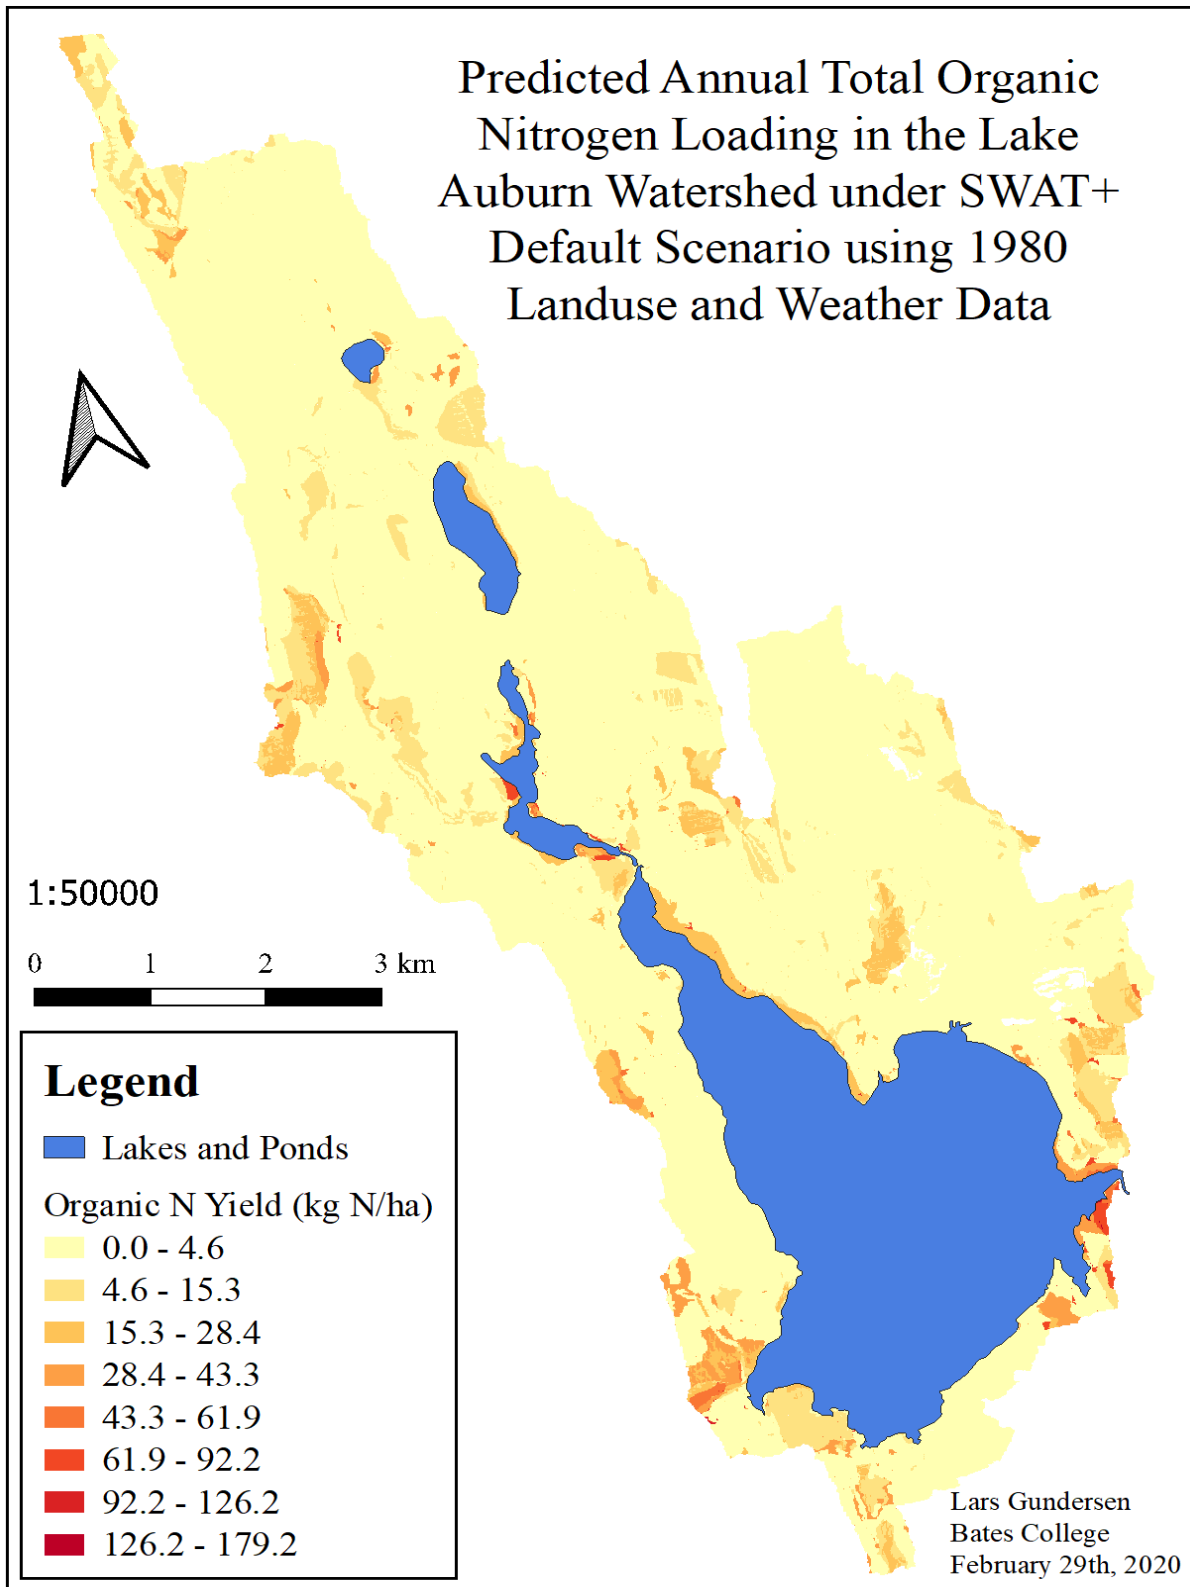 Predicted Annual Total Organic
Nitrogen Loading in the Lake
Auburn Watershed under SWAT+
Default Scenario using 1980
Landuse and Weather Data
1:50000
0 1 2 3 km
Legend
Lakes and Ponds
Organic N Yield (kg N/ha)
0.0 - 4.6
4.6 - 15.3
15.3 - 28.4
28.4 - 43.3
43.3 - 61.9
61.9 - 92.2
92.2 - 126.2
126.2 - 179.2
Lars Gundersen
Bates College
February 29th, 2020